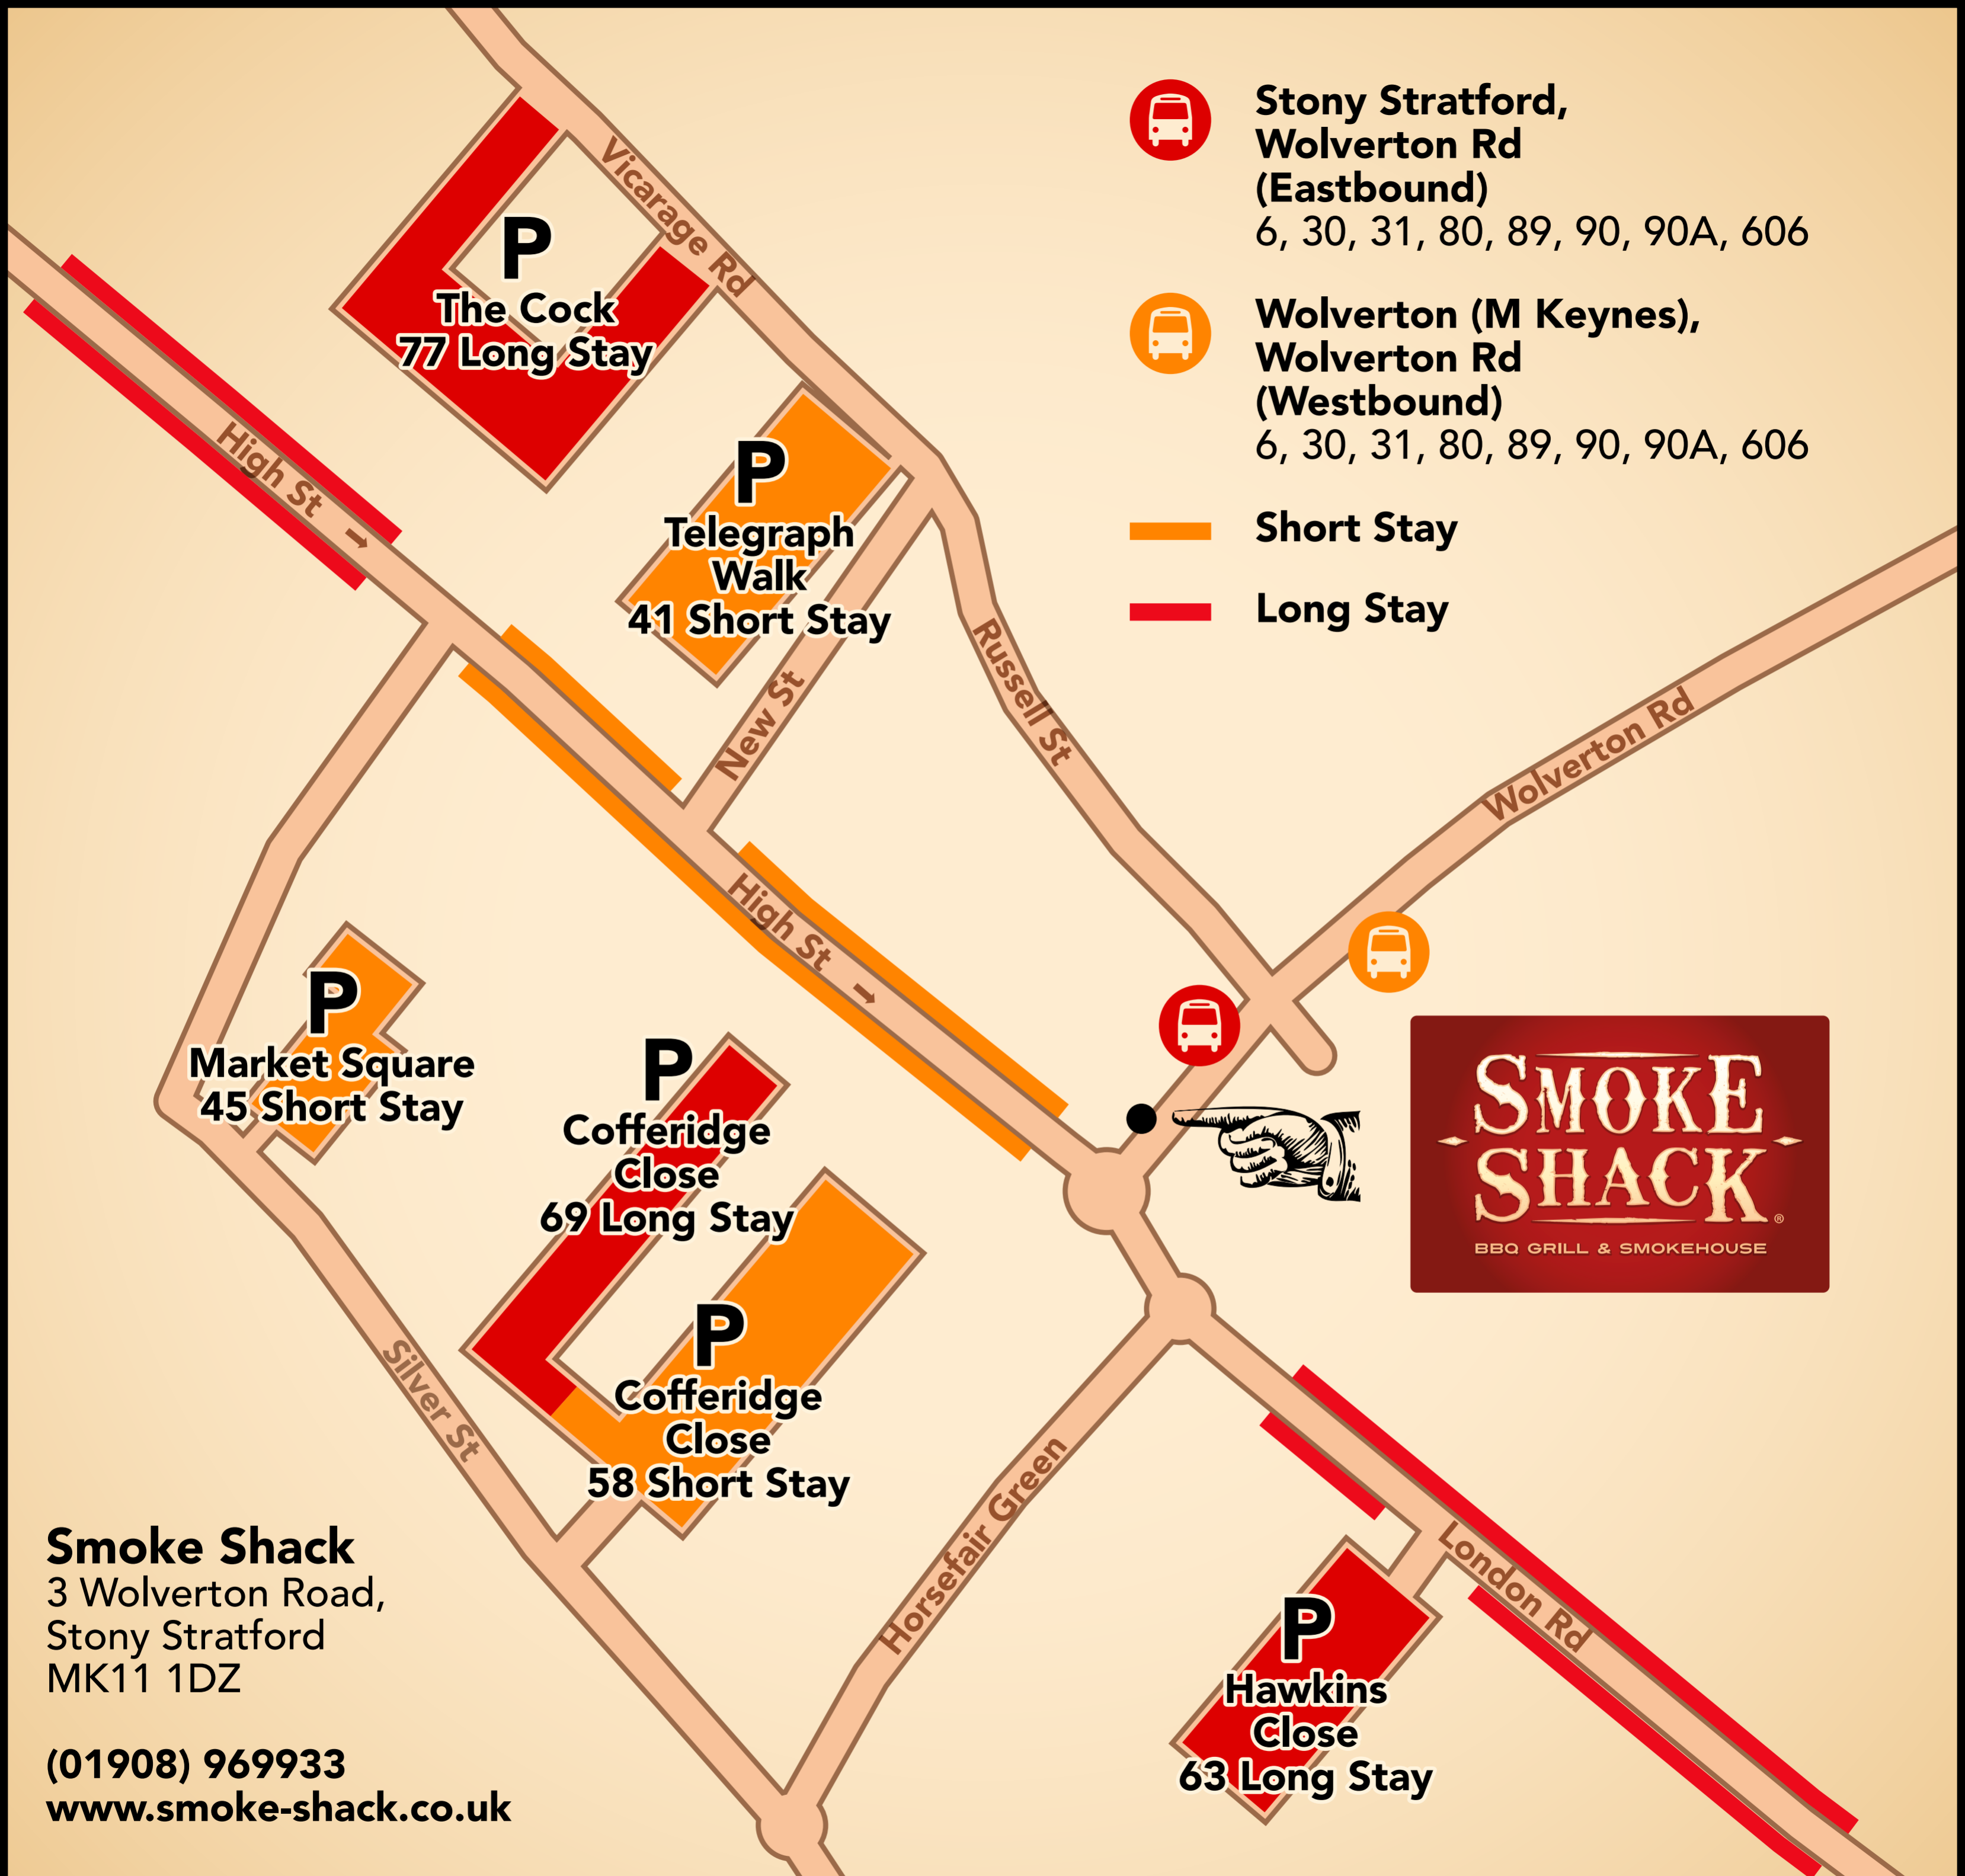 Vicarage Rd
P
The Cock
77 Long Stay
High St
P
Telegraph
Walk
41 Short Stay
New St
Russell St
Stony Stratford,
Wolverton Rd
(Eastbound)
6, 30, 31, 80, 89, 90, 90A, 606
Wolverton (M Keynes),
Wolverton Rd
(Westbound)
6, 30, 31, 80, 89, 90, 90A, 606
Short Stay
Long Stay
Wolverton Rd
High St
P
Market Square
45 Short Stay
P
Cofferidge
Close
69 Long Stay
P
Cofferidge
Close
58 Short Stay
Silver St
SMOKE
SHACK®
BBQ GRILL & SMOKEHOUSE
Horsefair Green
London Rd
P
Hawkins
Close
63 Long Stay
Smoke Shack
3 Wolverton Road,
Stony Stratford
MK11 1DZ
(01908) 969933
www.smoke-shack.co.uk